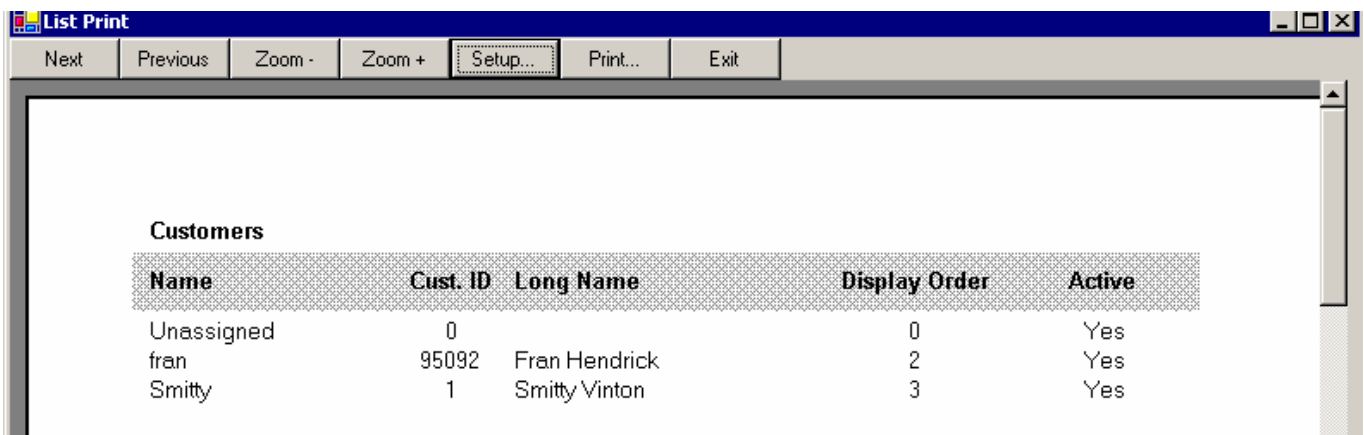 List Print
Next Previous Zoom - Zoom + Setup... Print... Exit
Customers
Name Cust. ID Long Name Display Order Active
Unassigned 0 0 Yes
fran 95092 Fran Hendrick 2 Yes
Smitty 1 Smitty Vinton 3 Yes